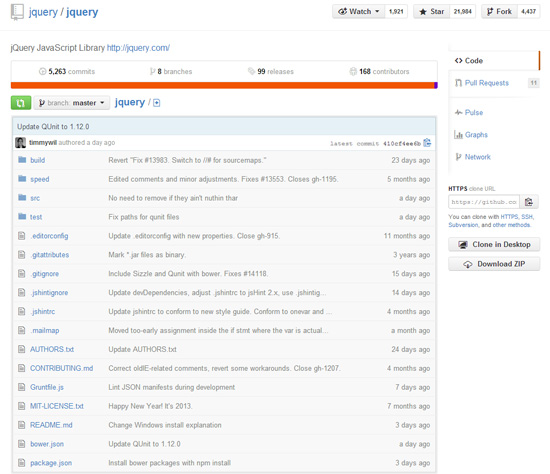 jquery / jquery
Watch 1,921 Star 21,984 Fork 4,437
jQuery JavaScript Library http://jquery.com/
5,263 commits 8 branches 99 releases 168 contributors
branch: master jquery /
Update QUnit to 1.12.0
timmywil authored a day ago latest commit
build Revert "Fix #13983. Switch to //# for sourcemaps." 23 days ago
speed Edited comments and minor adjustments. Fixes #13553. Closes gh-1195. 5 months ago
src No need to remove if they ain't nuthin thar a day ago
test Fix paths for qunit files a day ago
.editorconfig Update .editorconfig with new properties. Close gh-915. 11 months ago
.gitattributes Mark *.jar files as binary. 3 years ago
.gitignore Include Sizzle and Qunit with bower. Fixes #14118. 15 days ago
.jshintignore Update devDependencies, adjust .jshintrc to jsHint 2.x, use .jshintig... 14 days ago
.jshintrc Update jshintrc to conform to new style guide. Conform to onevar and ... 4 months ago
.mailmap Moved too-early assignment inside the if stmt where the var is actual... a month ago
AUTHORS.txt Update AUTHORS.txt 24 days ago
CONTRIBUTING.md Correct oldIE-related comments, revert some workarounds. Close gh-1207. 4 months ago
Gruntfile.js Lint JSON manifests during development 7 days ago
MIT-LICENSE.txt Happy New Year! It's 2013. 7 months ago
README.md Change Windows install explanation 3 days ago
bower.json Update QUnit to 1.12.0 a day ago
package.json Install bower packages with npm install 3 days ago
Code
Pull Requests 11
Pulse
Graphs
Network
HTTPS clone URL
https://github.co
You can clone with HTTPS, SSH,
Subversion, and other methods.
Clone in Desktop
Download ZIP